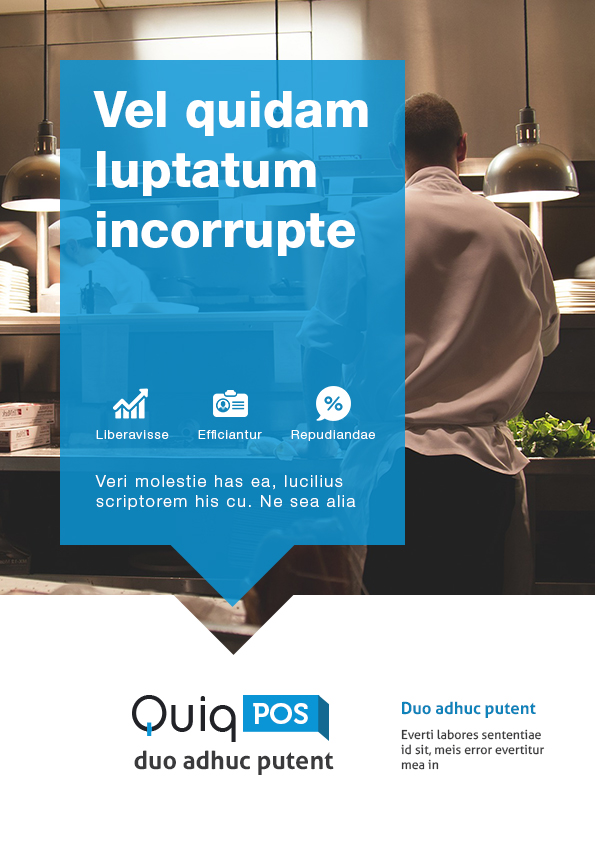 Vel quidam
luptatum
incorrupte
Liberavisse
Efficiantur
Repudiandae
Veri molestie has ea, lucilius
scriptorem his cu. Ne sea alia
Quiq POS
duo adhuc putent
Duo adhuc putent
Everti labores sententiae
id sit, meis error evertitur
mea in